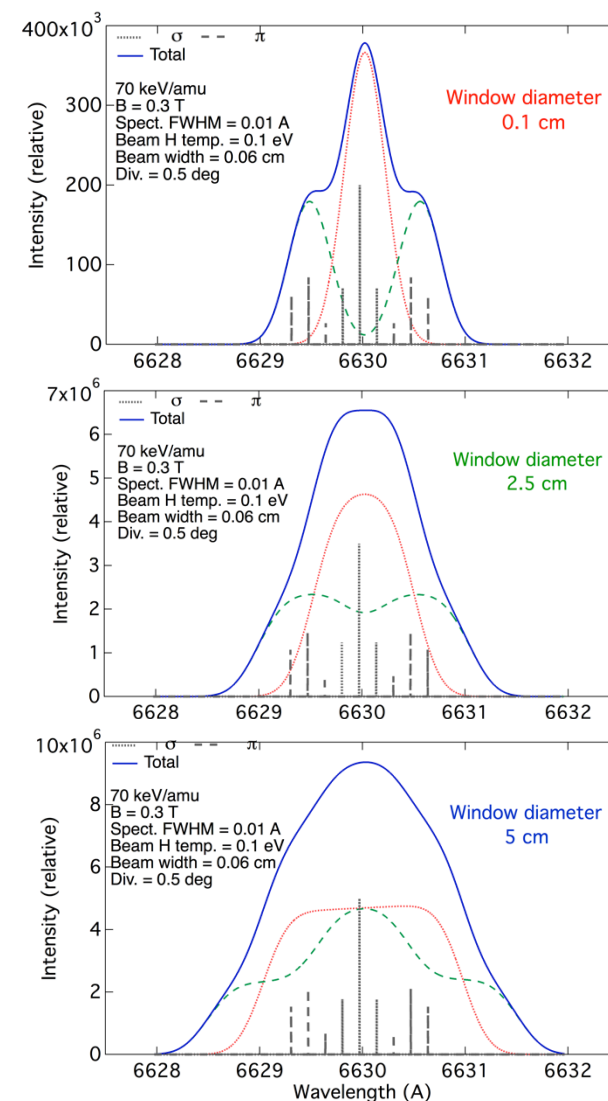 400x10³
σ π
Total
70 keV/amu
B = 0.3 T
Spect. FWHM = 0.01 A
Beam H temp. = 0.1 eV
Beam width = 0.06 cm
Div. = 0.5 deg
Window diameter
0.1 cm
300
200
100
0
Intensity (relative)
6628 6629 6630 6631 6632
7x10⁶
σ π
Total
70 keV/amu
B = 0.3 T
Spect. FWHM = 0.01 A
Beam H temp. = 0.1 eV
Beam width = 0.06 cm
Div. = 0.5 deg
Window diameter
2.5 cm
6
5
4
3
2
1
0
Intensity (relative)
6628 6629 6630 6631 6632
10x10⁶
σ π
Total
70 keV/amu
B = 0.3 T
Spect. FWHM = 0.01 A
Beam H temp. = 0.1 eV
Beam width = 0.06 cm
Div. = 0.5 deg
Window diameter
5 cm
8
6
4
2
0
Intensity (relative)
6628 6629 6630 6631 6632
Wavelength (A)